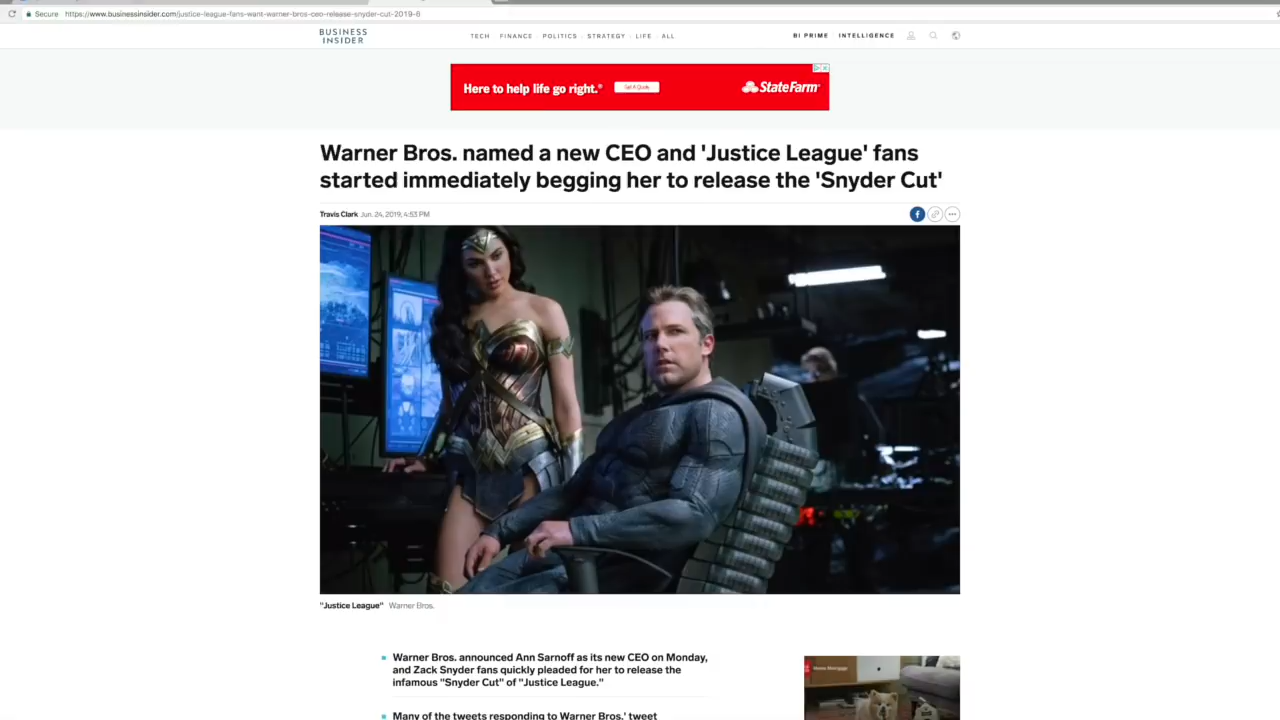 Secure
https://www.businessinsider.com/justice-league-fans-want-warner-bros-ceo-release-snyder-cut-2019-6
BUSINESS
INSIDER
TECH FINANCE POLITICS STRATEGY LIFE ALL
BI PRIME INTELLIGENCE
Here to help life go right.®
Get A Quote
StateFarm®
Warner Bros. named a new CEO and 'Justice League' fans
started immediately begging her to release the 'Snyder Cut'
Travis Clark Jun. 24, 2019, 4:53 PM
"Justice League" Warner Bros.
Warner Bros. announced Ann Sarnoff as its new CEO on Monday,
and Zack Snyder fans quickly pleaded for her to release the
infamous "Snyder Cut" of "Justice League."
Many of the tweets responding to Warner Bros.' tweet